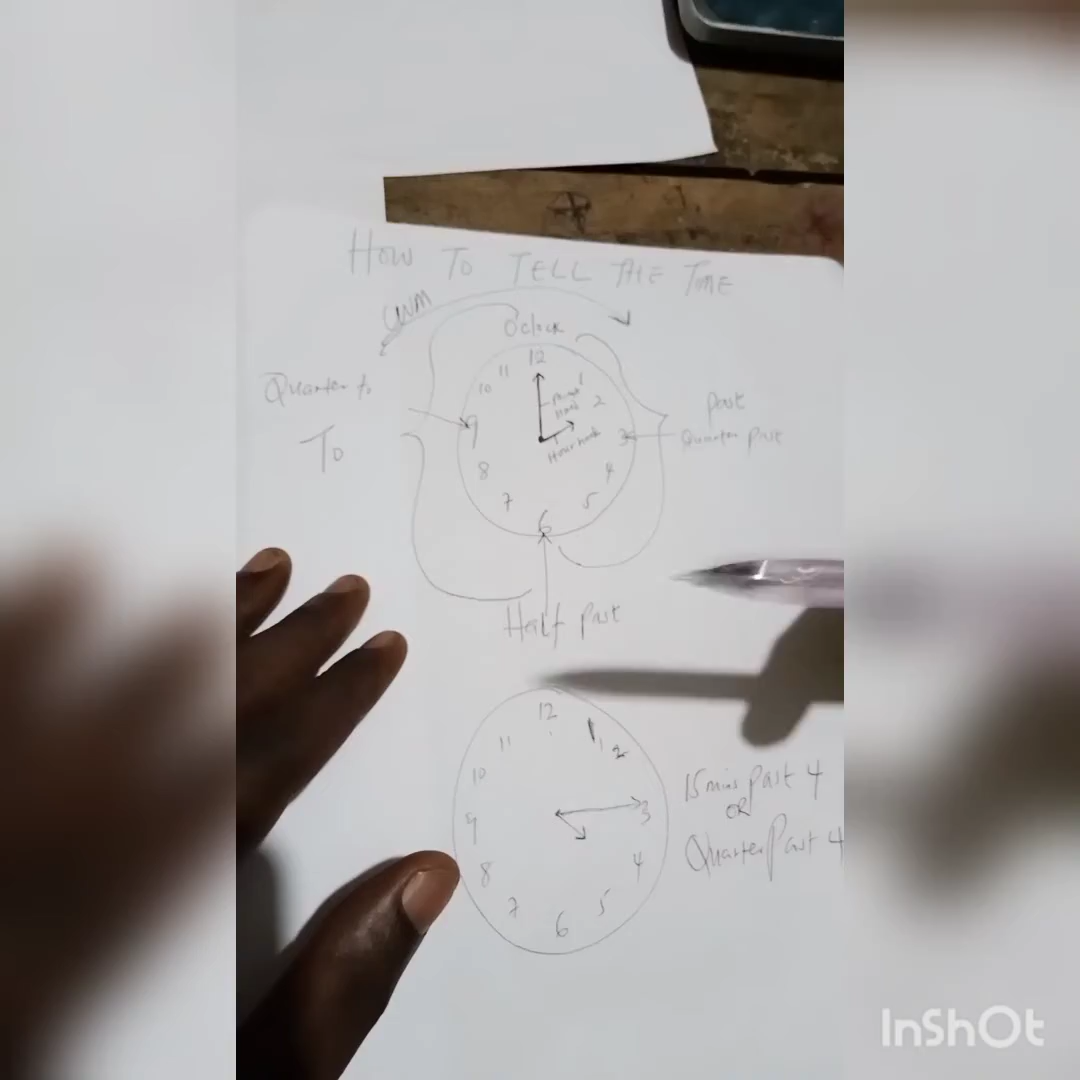 HOW TO TELL THE TIME
O'clock
12
11
1
10
2
Quarter to
Past
minute hand
9
3
Quarter Past
Hour hand
To
8
4
7
5
6
Half Past
12
11
1
2
10
15 mins Past 4
9
3
OR
Quarter Past 4
8
4
7
5
6
InShOt